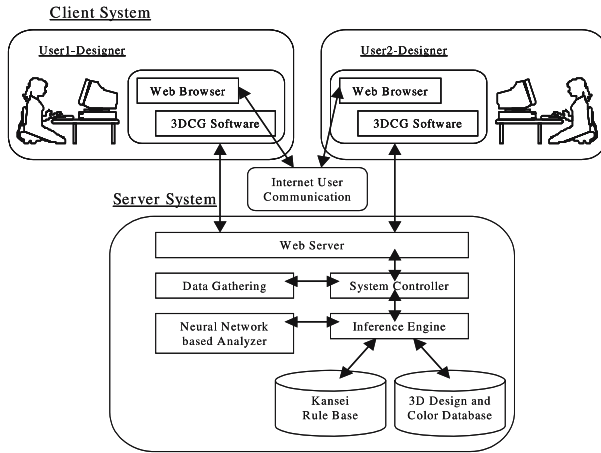 Client System
User1-Designer
User2-Designer
Web Browser
3DCG Software
Web Browser
3DCG Software
Internet User
Communication
Server System
Web Server
Data Gathering
System Controller
Neural Network
based Analyzer
Inference Engine
Kansei
Rule Base
3D Design and
Color Database